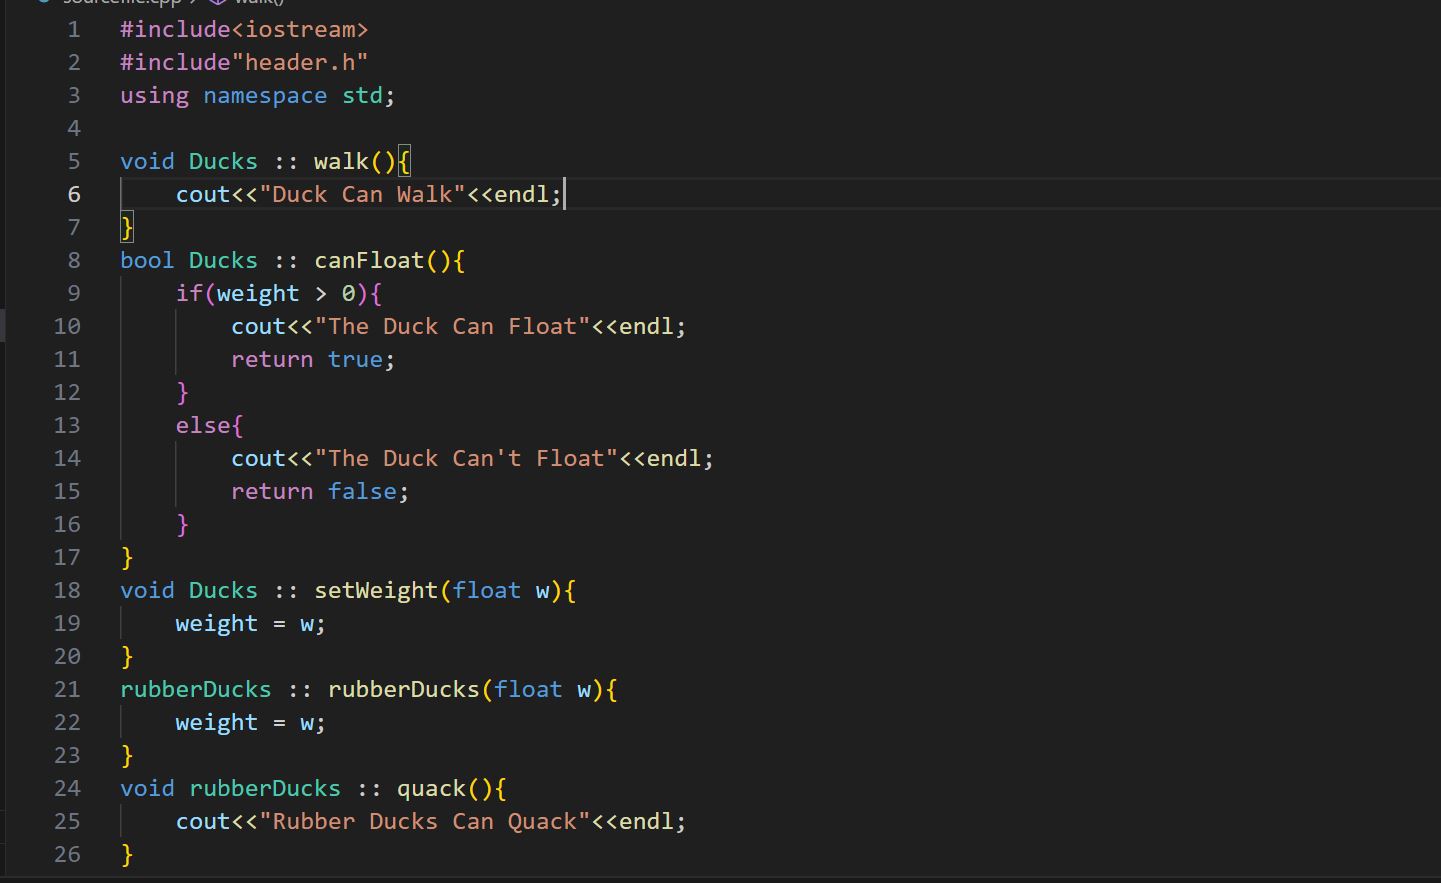 sourcefile.cpp > walk()
1 #include<iostream>
2 #include"header.h"
3 using namespace std;
4
5 void Ducks :: walk(){
6     cout<<"Duck Can Walk"<<endl;
7 }
8 bool Ducks :: canFloat(){
9     if(weight > 0){
10         cout<<"The Duck Can Float"<<endl;
11         return true;
12     }
13     else{
14         cout<<"The Duck Can't Float"<<endl;
15         return false;
16     }
17 }
18 void Ducks :: setWeight(float w){
19     weight = w;
20 }
21 rubberDucks :: rubberDucks(float w){
22     weight = w;
23 }
24 void rubberDucks :: quack(){
25     cout<<"Rubber Ducks Can Quack"<<endl;
26 }